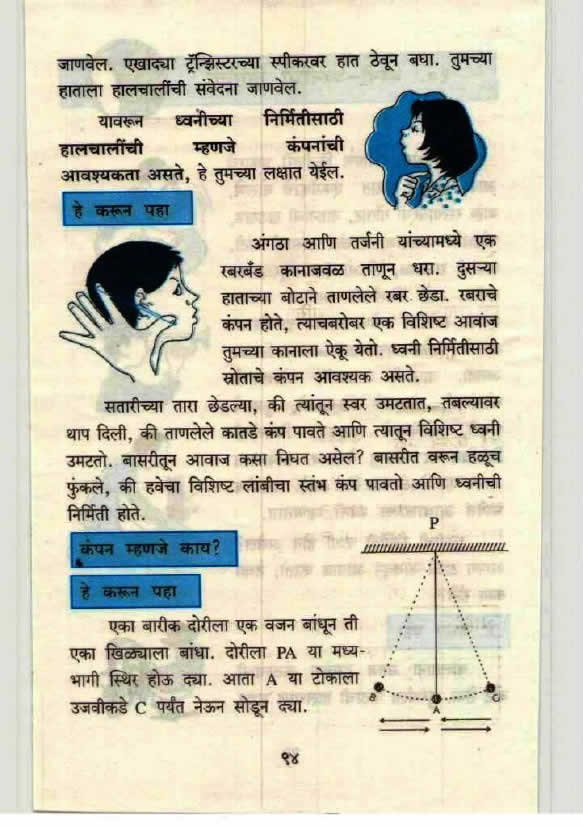 जाणवेल. एखाद्या ट्रॅन्झिस्टरच्या स्पीकरवर हात ठेवून बघा. तुमच्या
हाताला हालचालींची संवेदना जाणवेल.
यावरून ध्वनीच्या निर्मितीसाठी
हालचालींची म्हणजे कंपनांची
आवश्यकता असते, हे तुमच्या लक्षात येईल.
हे करून पहा
अंगठा आणि तर्जनी यांच्यामध्ये एक
रबरबँड कानाजवळ ताणून धरा. दुसऱ्या
हाताच्या बोटाने ताणलेले रबर छेडा. रबराचे
कंपन होते, त्याचबरोबर एक विशिष्ट आवाज
तुमच्या कानाला ऐकू येतो. ध्वनी निर्मितीसाठी
स्रोताचे कंपन आवश्यक असते.
सतारीच्या तारा छेडल्या, की त्यांतून स्वर उमटतात, तबल्यावर
थाप दिली, की ताणलेले कातडे कंप पावते आणि त्यातून विशिष्ट ध्वनी
उमटतो. बासरीतून आवाज कसा निघत असेल? बासरीत वरून हळूच
फुंकले, की हवेचा विशिष्ट लांबीचा स्तंभ कंप पावतो आणि ध्वनीची
निर्मिती होते.
कंपन म्हणजे काय?
हे करून पहा
एका बारीक दोरीला एक वजन बांधून ती
एका खिळ्याला बांधा. दोरीला PA या मध्य-
भागी स्थिर होऊ द्या. आता A या टोकाला
उजवीकडे C पर्यंत नेऊन सोडून द्या.
P
B
A
C
९४